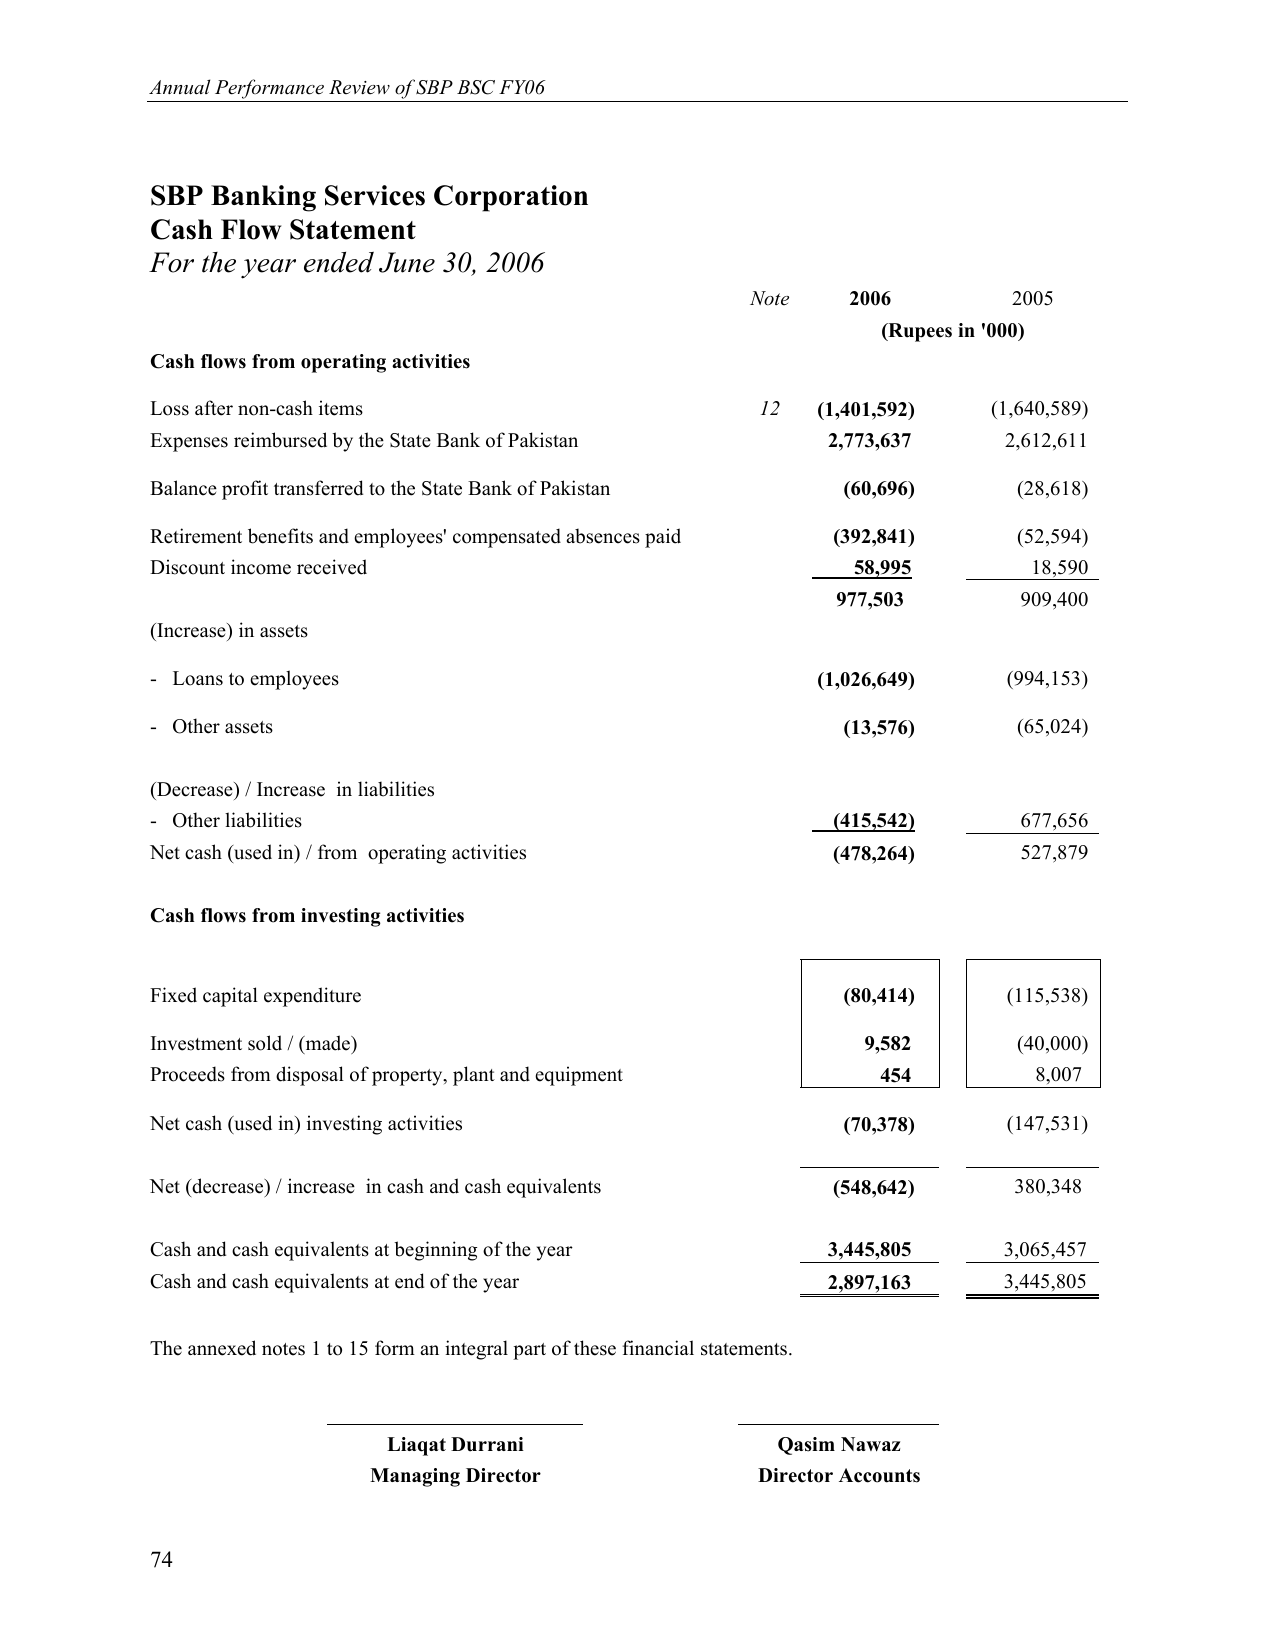 Annual Performance Review of SBP BSC FY06
SBP Banking Services Corporation
Cash Flow Statement
For the year ended June 30, 2006
Note 2006 2005
(Rupees in '000)
Cash flows from operating activities
Loss after non-cash items 12 (1,401,592) (1,640,589)
Expenses reimbursed by the State Bank of Pakistan 2,773,637 2,612,611
Balance profit transferred to the State Bank of Pakistan (60,696) (28,618)
Retirement benefits and employees' compensated absences paid (392,841) (52,594)
Discount income received 58,995 18,590
977,503 909,400
(Increase) in assets
- Loans to employees (1,026,649) (994,153)
- Other assets (13,576) (65,024)
(Decrease) / Increase in liabilities
- Other liabilities (415,542) 677,656
Net cash (used in) / from operating activities (478,264) 527,879
Cash flows from investing activities
Fixed capital expenditure (80,414) (115,538)
Investment sold / (made) 9,582 (40,000)
Proceeds from disposal of property, plant and equipment 454 8,007
Net cash (used in) investing activities (70,378) (147,531)
Net (decrease) / increase in cash and cash equivalents (548,642) 380,348
Cash and cash equivalents at beginning of the year 3,445,805 3,065,457
Cash and cash equivalents at end of the year 2,897,163 3,445,805
The annexed notes 1 to 15 form an integral part of these financial statements.
Liaqat Durrani Qasim Nawaz
Managing Director Director Accounts
74